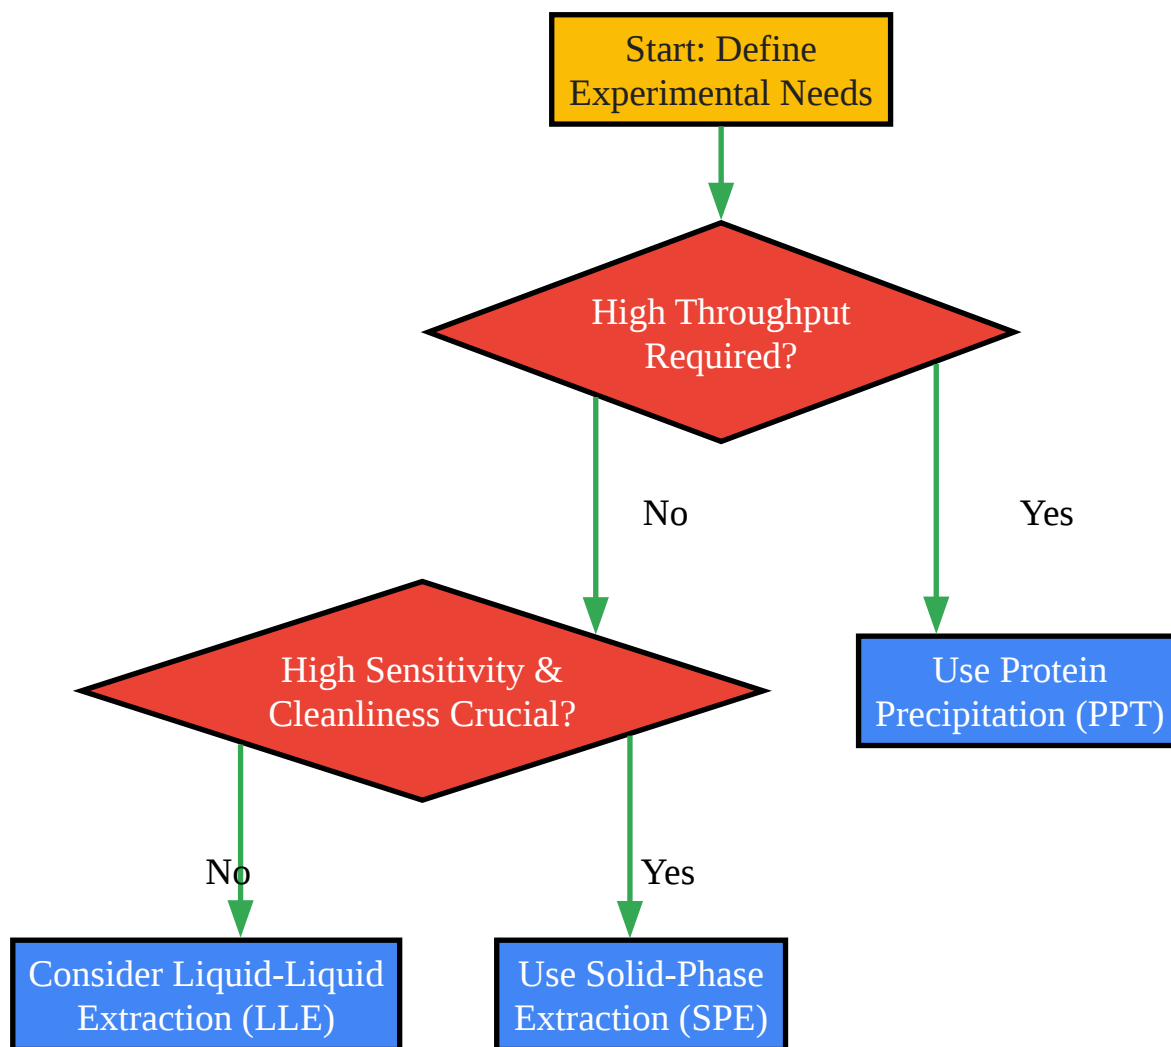 Start: Define
Experimental Needs
High Throughput
Required?
No
Yes
High Sensitivity &
Cleanliness Crucial?
Use Protein
Precipitation (PPT)
No
Yes
Consider Liquid-Liquid
Extraction (LLE)
Use Solid-Phase
Extraction (SPE)